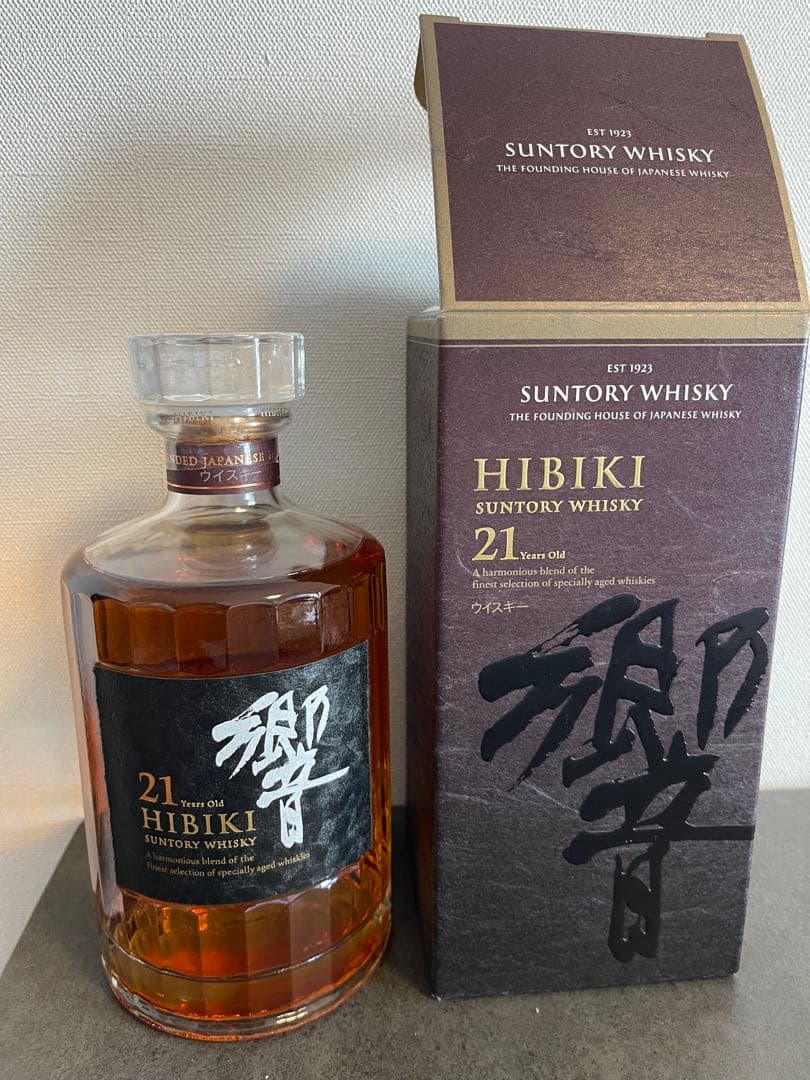 EST 1923
SUNTORY WHISKY
THE FOUNDING HOUSE OF JAPANESE WHISKY
EST 1923
SUNTORY WHISKY
THE FOUNDING HOUSE OF JAPANESE WHISKY
HIBIKI
SUNTORY WHISKY
21 Years Old
A harmonious blend of the
finest selection of specially aged whiskies
ウイスキー
響
HIBIKI
JAPANESE
ウイスキー
響
21 Years Old
HIBIKI
SUNTORY WHISKY
A harmonious blend of the
finest selection of specially aged whiskies